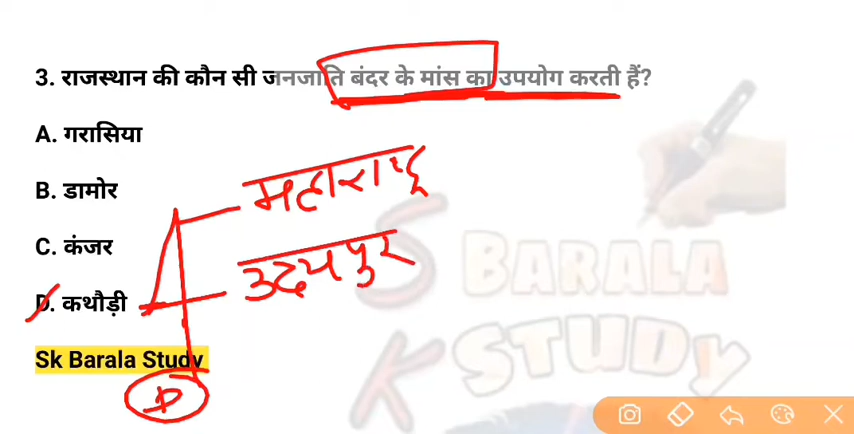 3. राजस्थान की कौन सी जनजाति बंदर के मांस का उपयोग करती हैं?
A. गरासिया
महाराष्ट्र
B. डामोर
C. कंजर
उदयपुर
D. कथौड़ी
Sk Barala Study
D
S BARALA
K STUDY